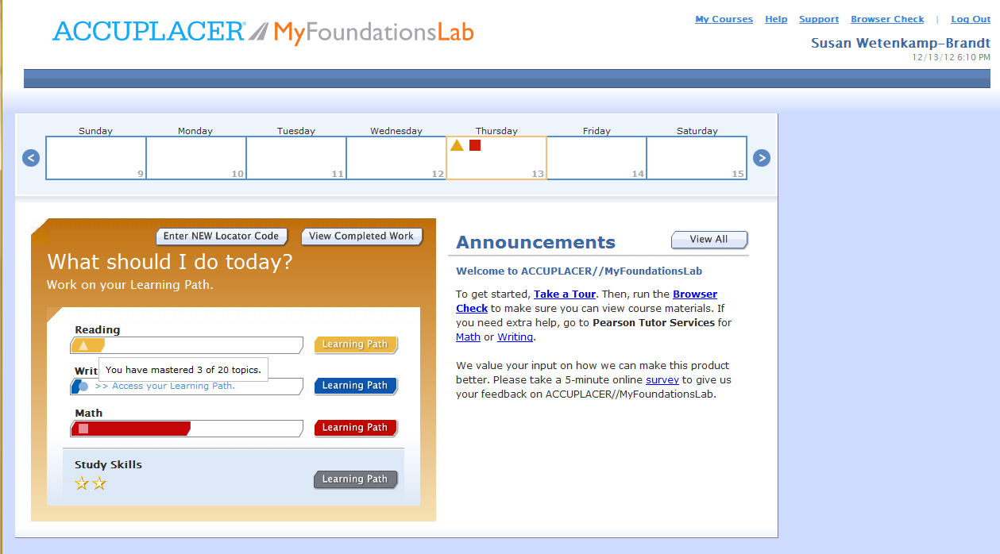 ACCUPLACER MyFoundationsLab
My Courses Help Support Browser Check | Log Out
Susan Wetenkamp-Brandt
12/13/12 6:10 PM
Sunday Monday Tuesday Wednesday Thursday Friday Saturday
< >
9 10 11 12 13 14 15
Enter NEW Locator Code View Completed Work
What should I do today?
Work on your Learning Path.
Reading
Learning Path
You have mastered 3 of 20 topics.
Writ
>> Access your Learning Path.
Learning Path
Math
Learning Path
Study Skills
Learning Path
Announcements
View All
Welcome to ACCUPLACER//MyFoundationsLab
To get started, Take a Tour. Then, run the Browser
Check to make sure you can view course materials. If
you need extra help, go to Pearson Tutor Services for
Math or Writing.
We value your input on how we can make this product
better. Please take a 5-minute online survey to give us
your feedback on ACCUPLACER//MyFoundationsLab.